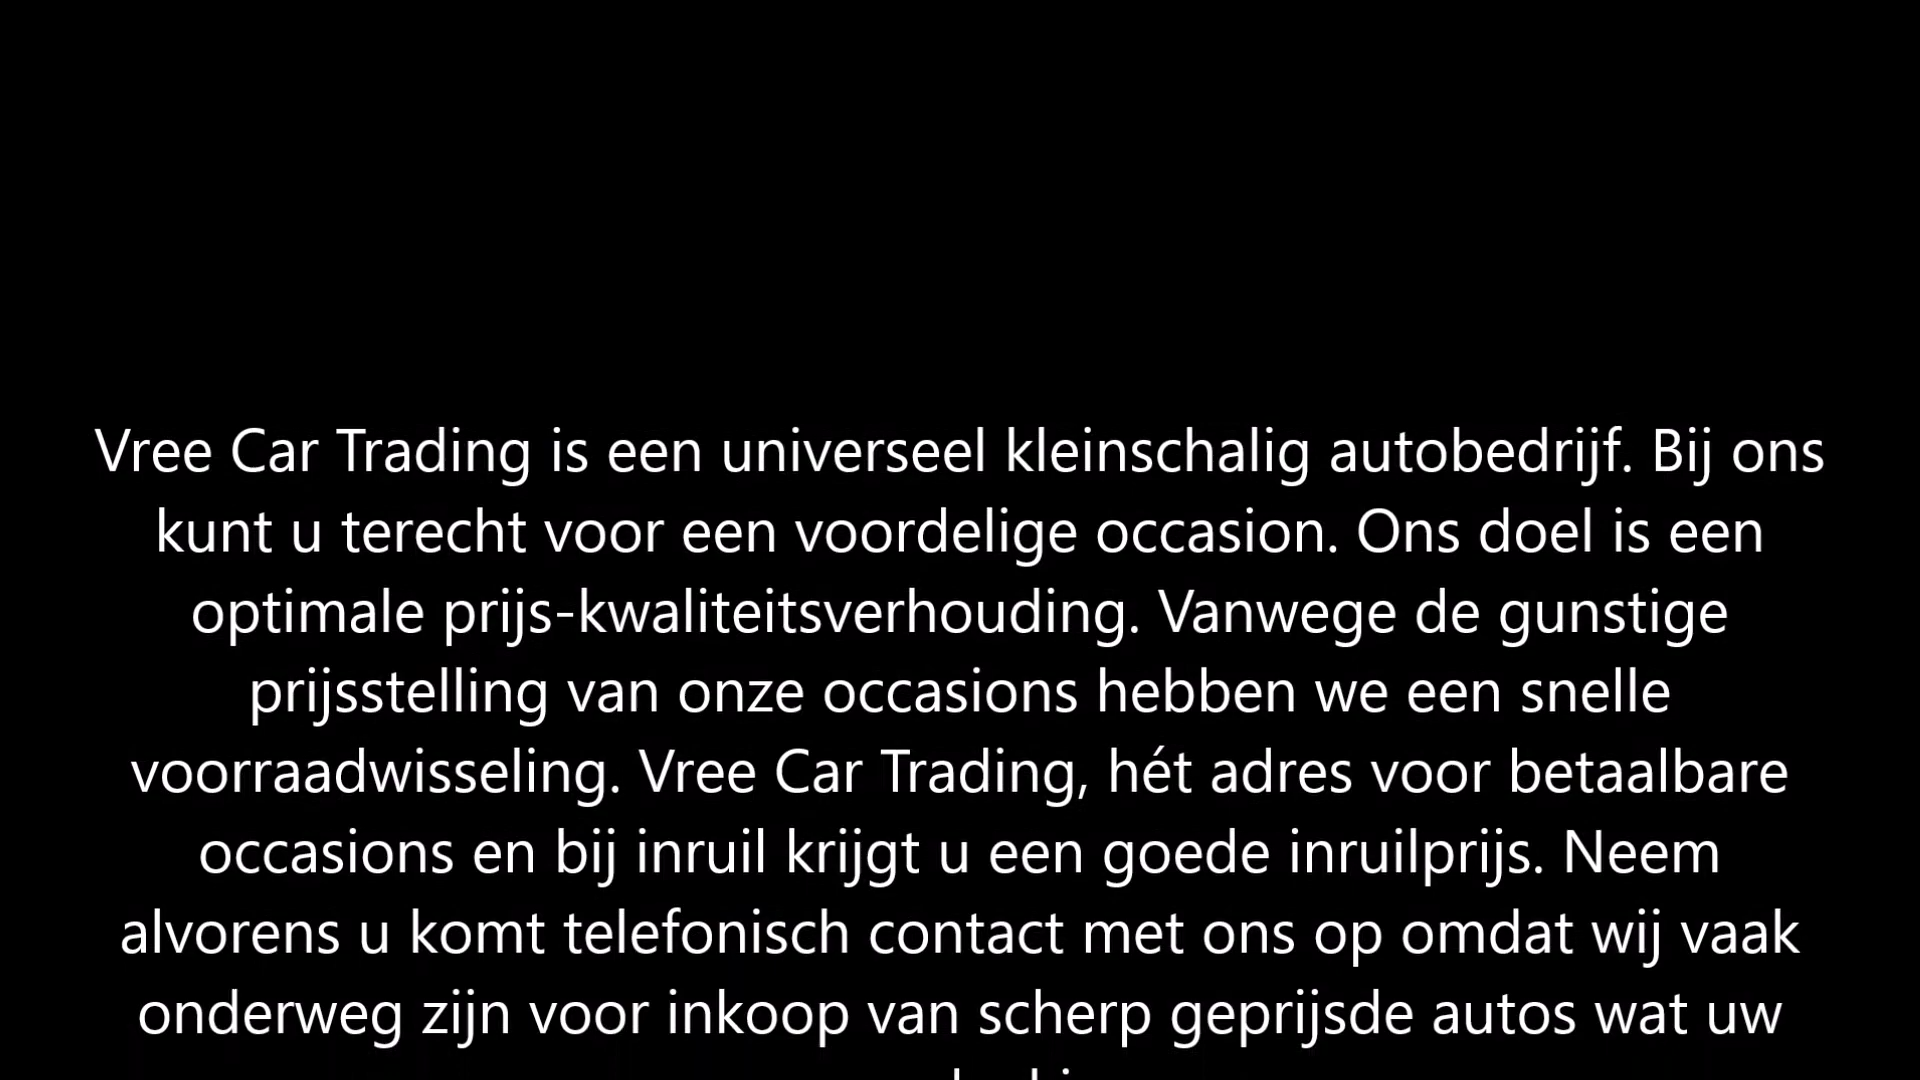 Vree Car Trading is een universeel kleinschalig autobedrijf. Bij ons
kunt u terecht voor een voordelige occasion. Ons doel is een
optimale prijs-kwaliteitsverhouding. Vanwege de gunstige
prijsstelling van onze occasions hebben we een snelle
voorraadwisseling. Vree Car Trading, hét adres voor betaalbare
occasions en bij inruil krijgt u een goede inruilprijs. Neem
alvorens u komt telefonisch contact met ons op omdat wij vaak
onderweg zijn voor inkoop van scherp geprijsde autos wat uw